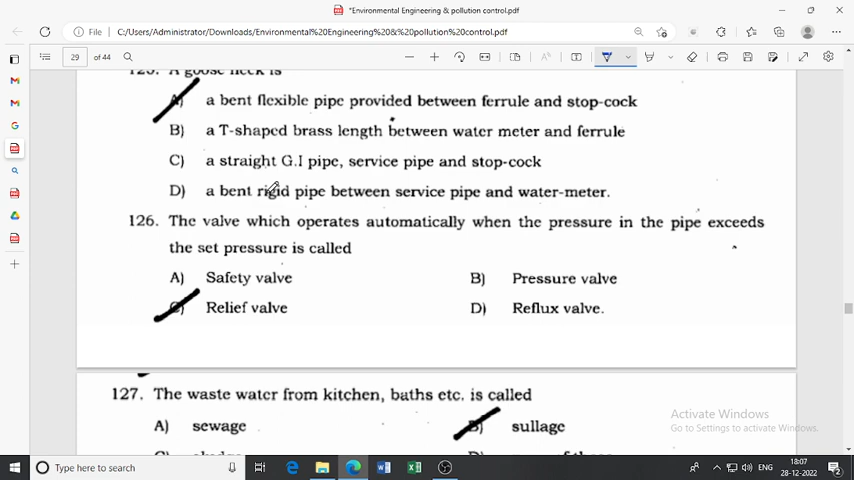 *Environmental Engineering & pollution control.pdf
File
C:/Users/Administrator/Downloads/Environmental%20Engineering%20&%20pollution%20control.pdf
29 of 44
125. A goose neck is
A) a bent flexible pipe provided between ferrule and stop-cock
B) a T-shaped brass length between water meter and ferrule
C) a straight G.I pipe, service pipe and stop-cock
D) a bent rigid pipe between service pipe and water-meter.
126. The valve which operates automatically when the pressure in the pipe exceeds
the set pressure is called
A) Safety valve B) Pressure valve
C) Relief valve D) Reflux valve.
127. The waste water from kitchen, baths etc. is called
A) sewage B) sullage
Activate Windows
Go to Settings to activate Windows.
Type here to search
ENG
18:07
28-12-2022
2